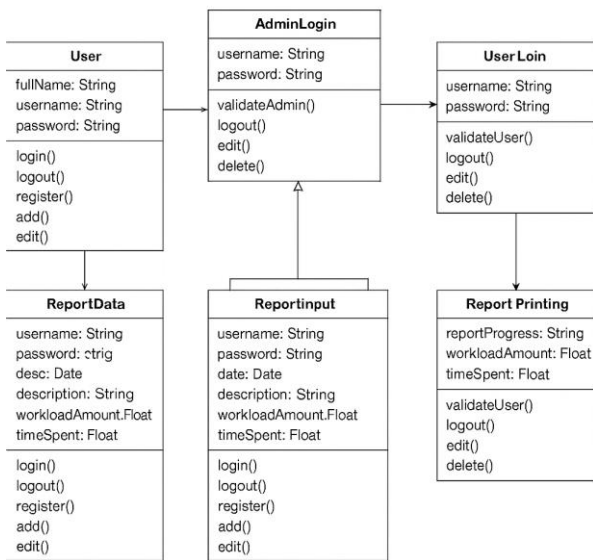 User
fullName: String
username: String
password: String
login()
logout()
register()
add()
edit()
AdminLogin
username: String
password: String
validateAdmin()
logout()
edit()
delete()
User Loin
username: String
password: String
validateUser()
logout()
edit()
delete()
ReportData
username: String
password: ctrig
desc: Date
description: String
workloadAmount.Float
timeSpent: Float
login()
logout()
register()
add()
edit()
Reportinput
username: String
password: String
date: Date
description: String
workloadAmount.Float
timeSpent: Float
login()
logout()
register()
add()
edit()
Report Printing
reportProgress: String
workloadAmount: Float
timeSpent: Float
validateUser()
logout()
edit()
delete()